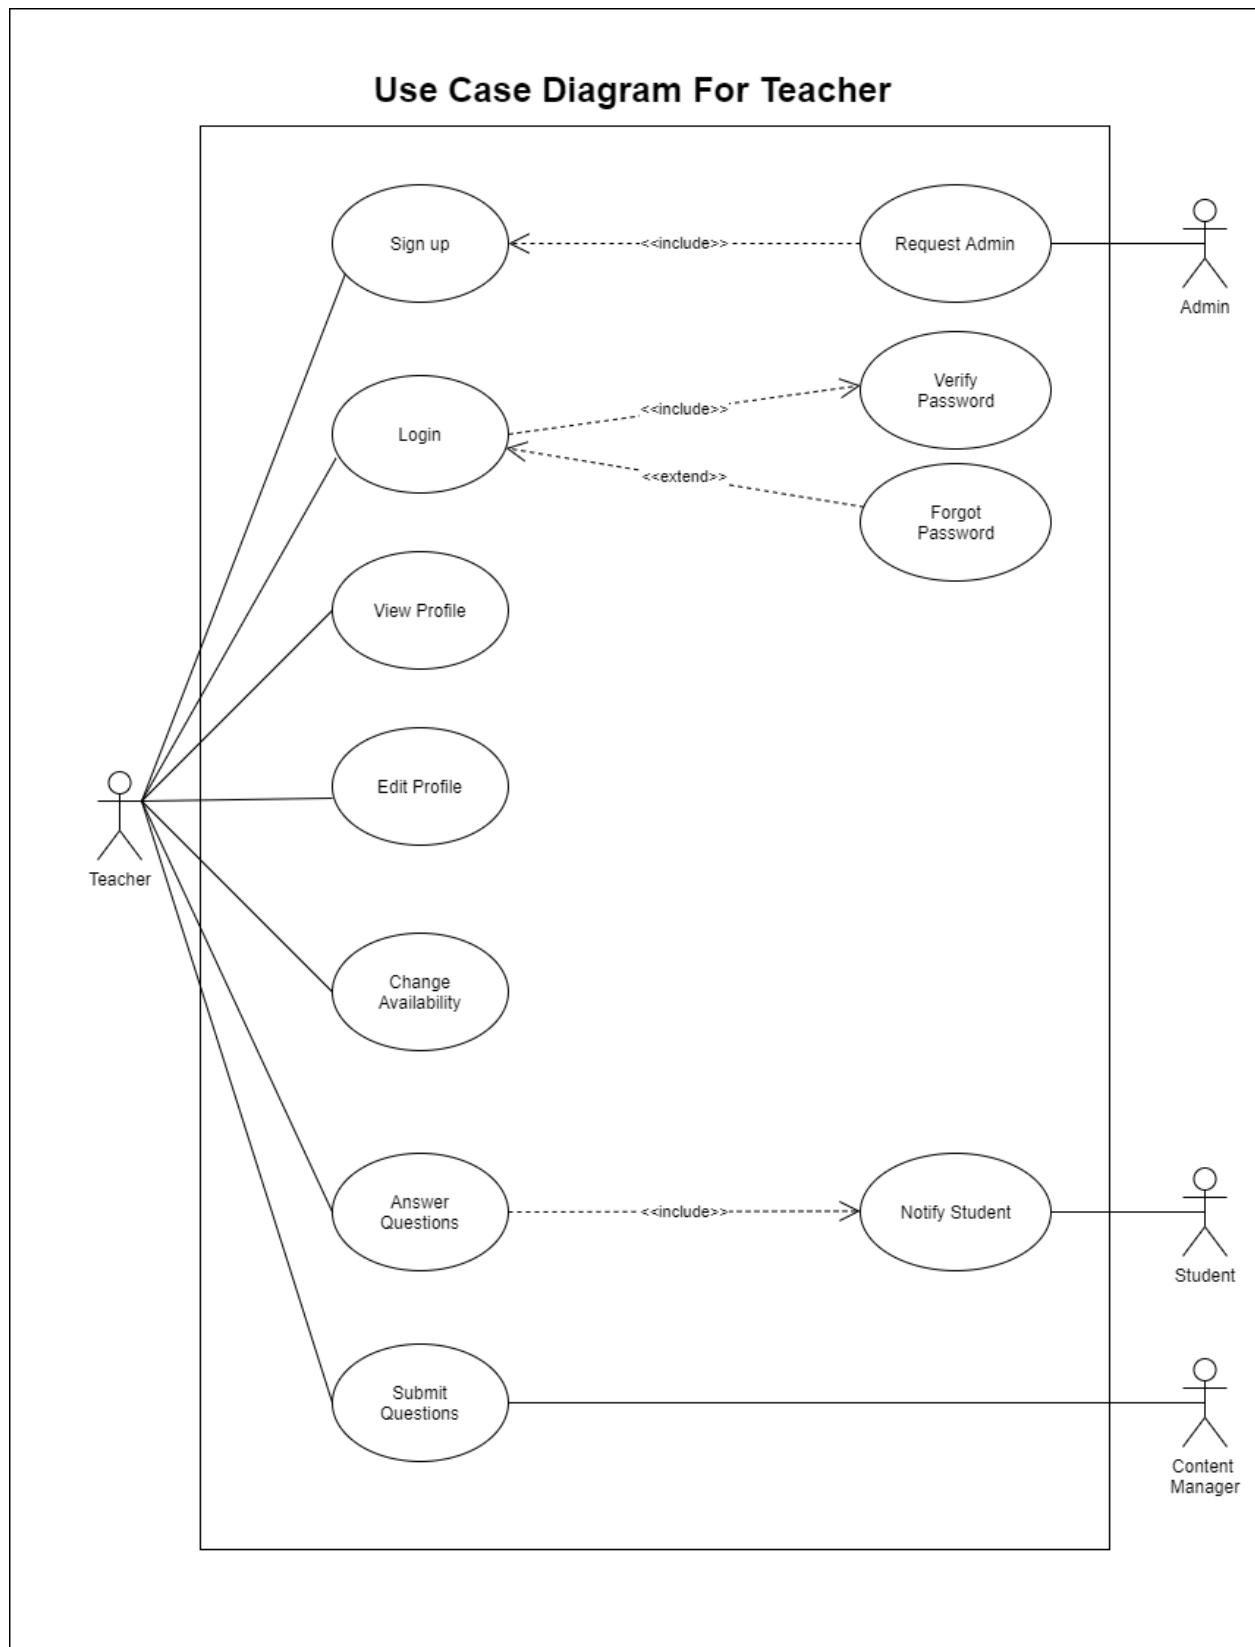 Use Case Diagram For Teacher
Sign up
<<include>>
Request Admin
Admin
Login
<<include>>
Verify
Password
<<extend>>
Forgot
Password
View Profile
Edit Profile
Teacher
Change
Availability
Answer
Questions
<<include>>
Notify Student
Student
Submit
Questions
Content
Manager